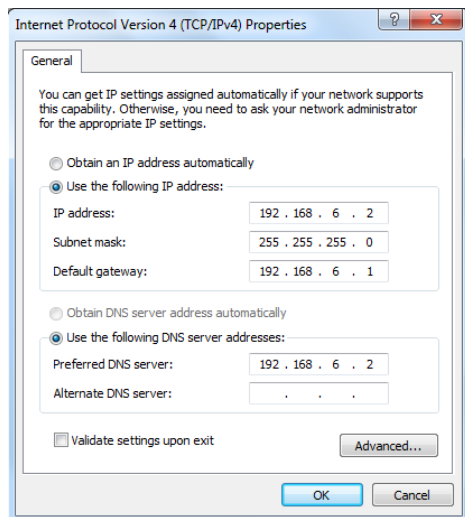 Internet Protocol Version 4 (TCP/IPv4) Properties
General
You can get IP settings assigned automatically if your network supports
this capability. Otherwise, you need to ask your network administrator
for the appropriate IP settings.
Obtain an IP address automatically
Use the following IP address:
IP address: 192 . 168 . 6 . 2
Subnet mask: 255 . 255 . 255 . 0
Default gateway: 192 . 168 . 6 . 1
Obtain DNS server address automatically
Use the following DNS server addresses:
Preferred DNS server: 192 . 168 . 6 . 2
Alternate DNS server: . . .
Validate settings upon exit
Advanced...
OK Cancel